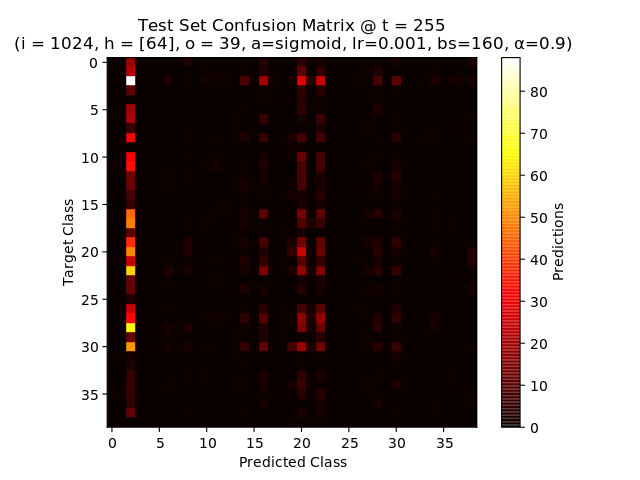 Test Set Confusion Matrix @ t = 255
(i = 1024, h = [64], o = 39, a=sigmoid, lr=0.001, bs=160, α=0.9)
0
5
10
15
20
25
30
35
Target Class
0 5 10 15 20 25 30 35
Predicted Class
80
70
60
50
40
30
20
10
0
Predictions